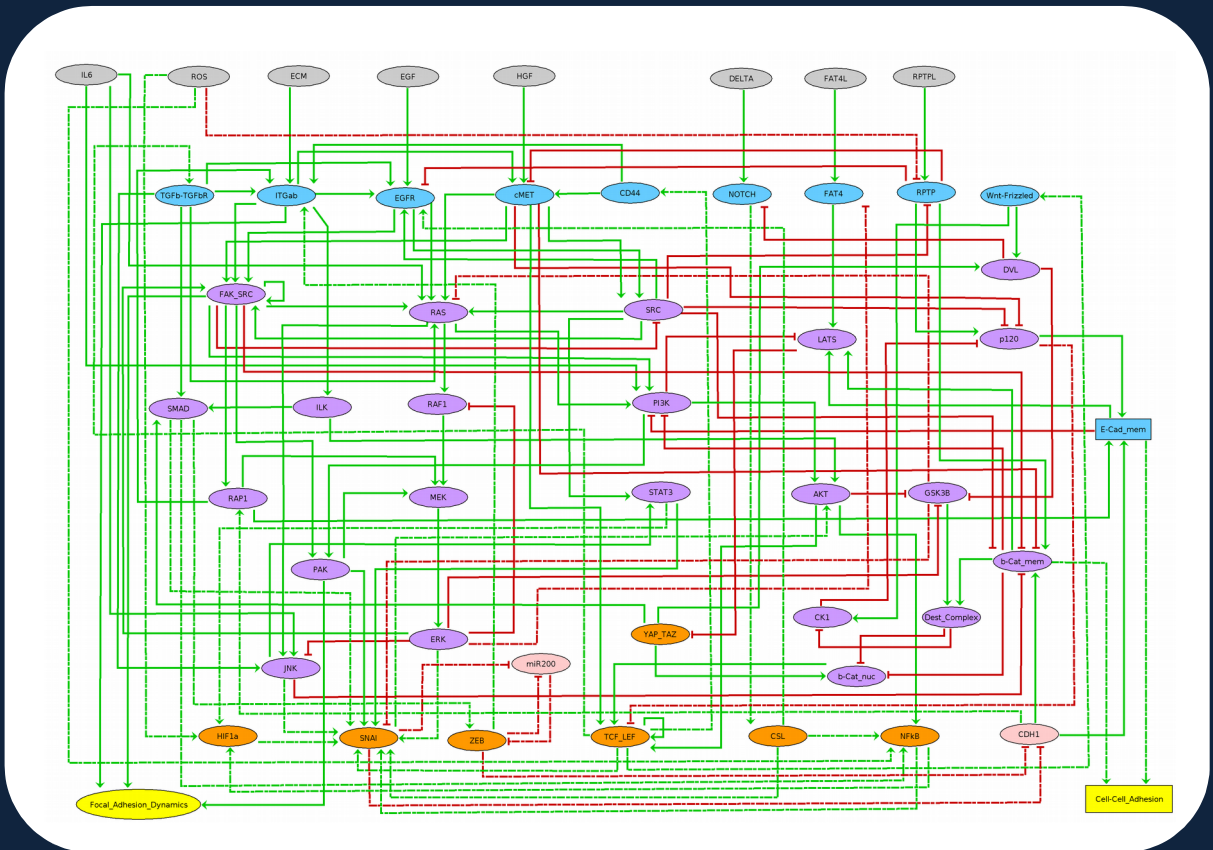 IL6
ROS
ECM
EGF
HGF
DELTA
FAT4L
RPTPL
TGFb-TGFbR
ITGab
EGFR
cMET
CD44
NOTCH
FAT4
RPTP
Wnt-Frizzled
DVL
FAK_SRC
RAS
SRC
LATS
p120
SMAD
ILK
RAF1
PI3K
E-Cad_mem
RAP1
MEK
STAT3
AKT
GSK3B
PAK
b-Cat_mem
CK1
Dest_Complex
ERK
YAP_TAZ
JNK
miR200
b-Cat_nuc
HIF1a
SNAI
ZEB
TCF_LEF
CSL
NFkB
CDH1
Focal_Adhesion_Dynamics
Cell-Cell_Adhesion